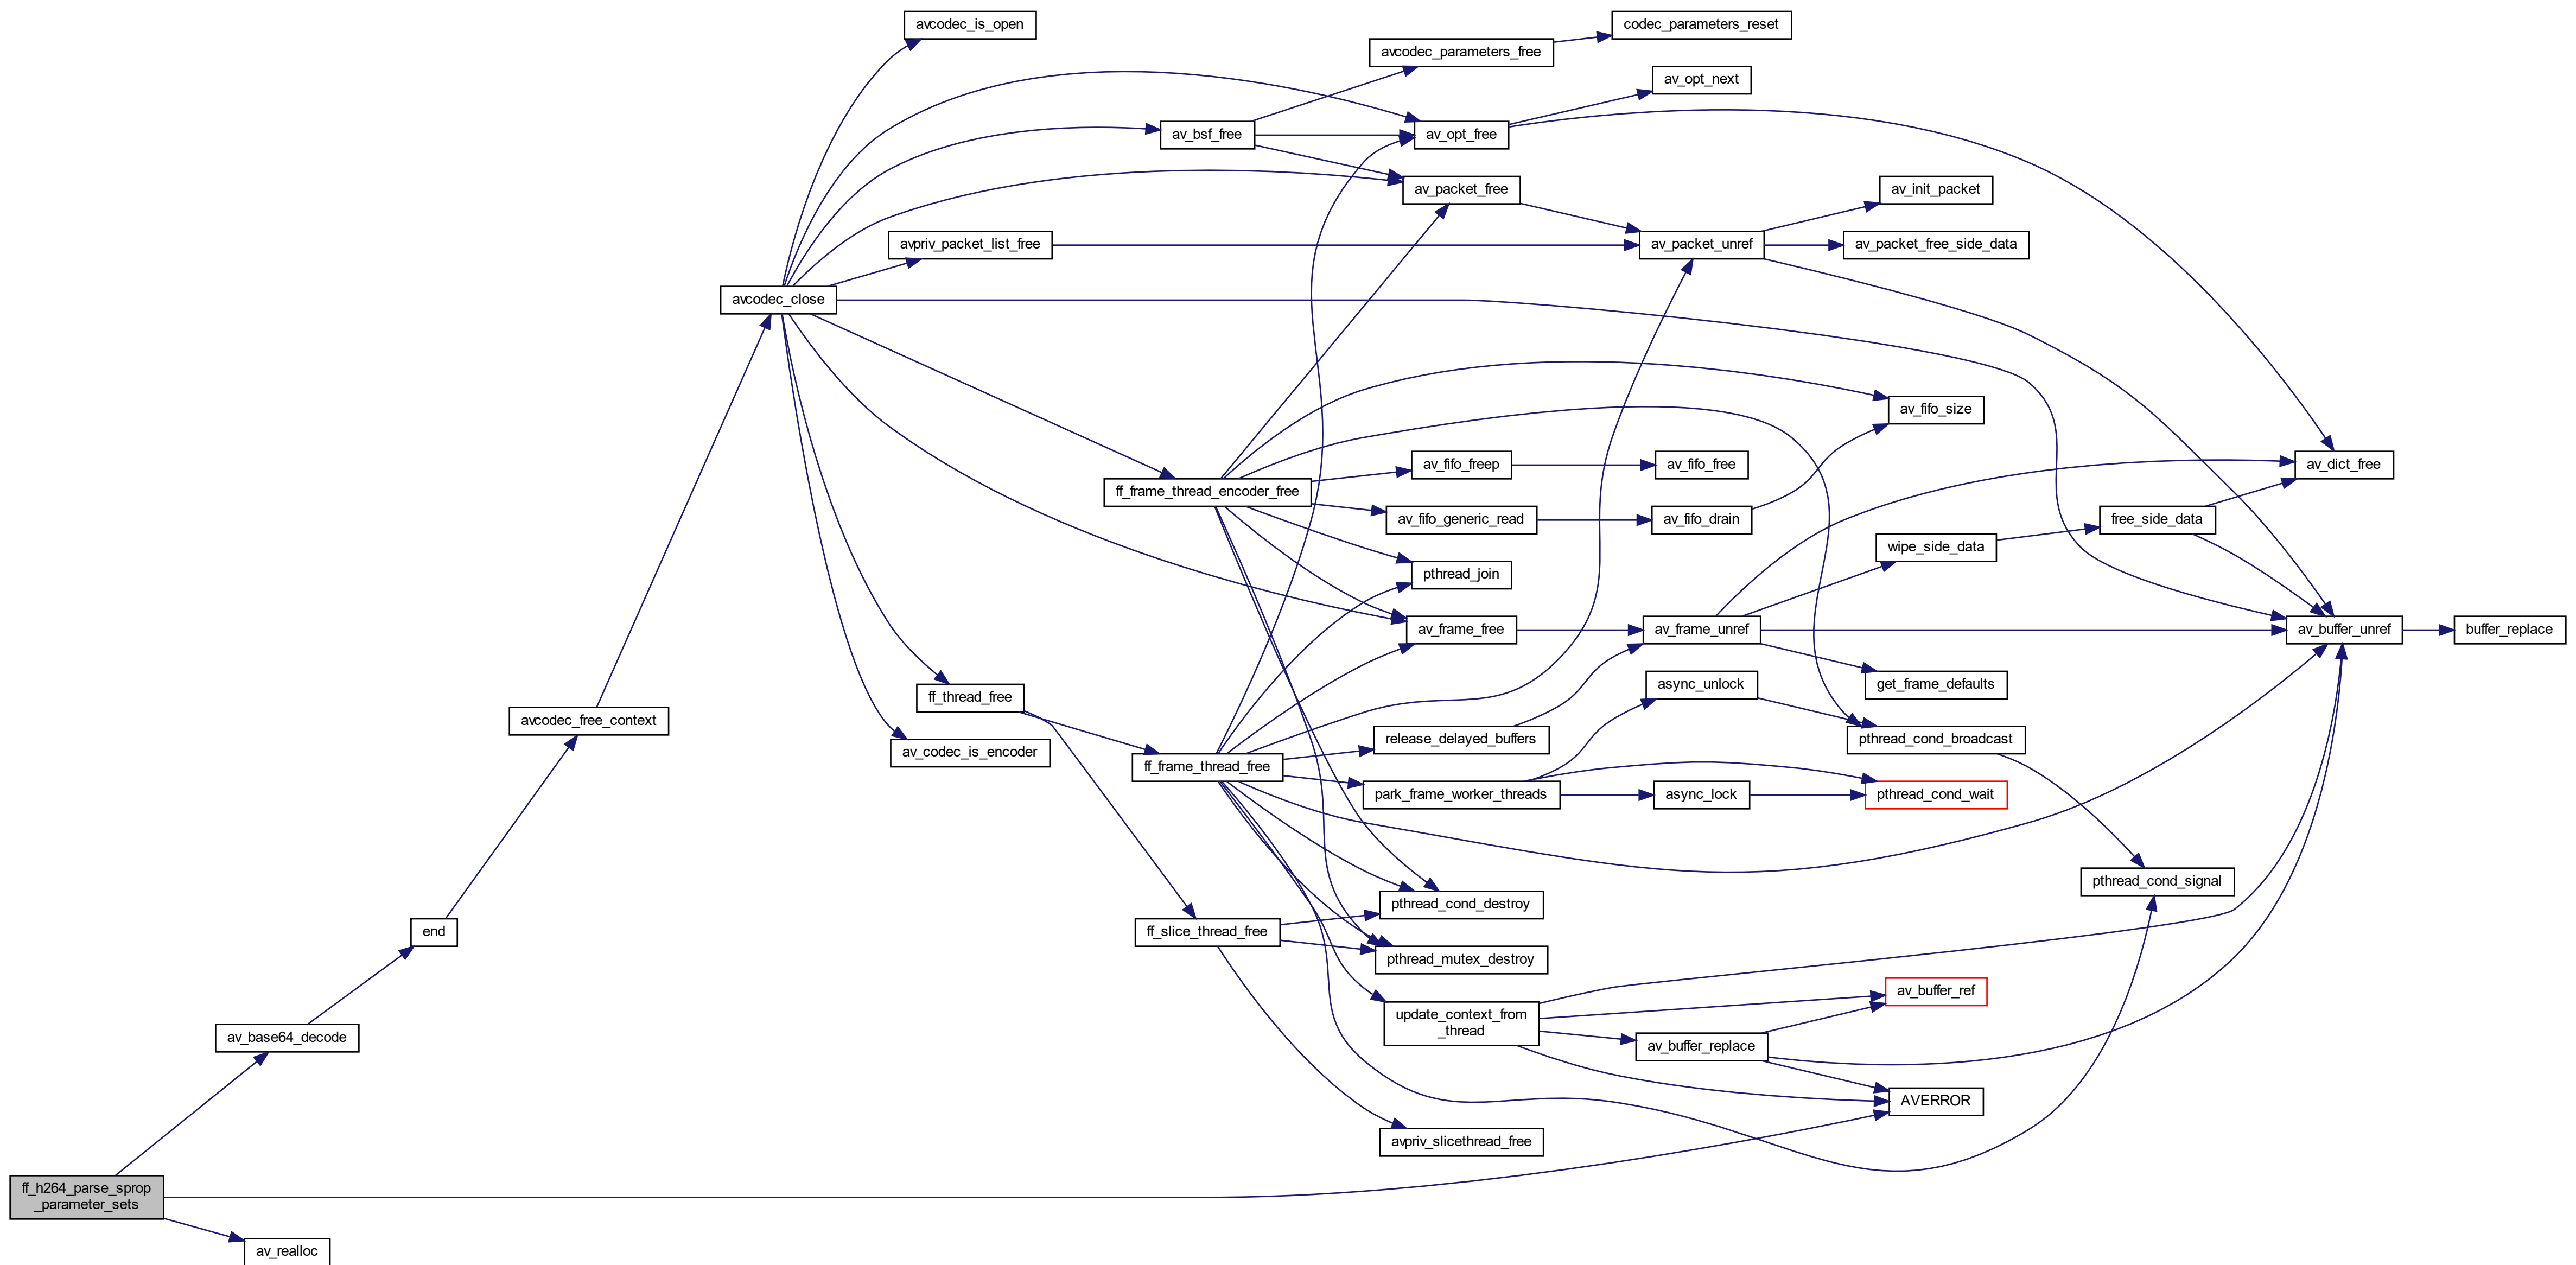 avcodec_is_open
codec_parameters_reset
avcodec_parameters_free
av_opt_next
av_bsf_free
av_opt_free
av_packet_free
av_init_packet
avpriv_packet_list_free
av_packet_unref
av_packet_free_side_data
avcodec_close
av_fifo_size
av_fifo_freep
av_fifo_free
av_dict_free
ff_frame_thread_encoder_free
av_fifo_generic_read
av_fifo_drain
free_side_data
wipe_side_data
pthread_join
av_frame_free
av_frame_unref
av_buffer_unref
buffer_replace
async_unlock
get_frame_defaults
ff_thread_free
avcodec_free_context
av_codec_is_encoder
release_delayed_buffers
pthread_cond_broadcast
ff_frame_thread_free
park_frame_worker_threads
async_lock
pthread_cond_wait
pthread_cond_signal
pthread_cond_destroy
end
ff_slice_thread_free
pthread_mutex_destroy
av_buffer_ref
update_context_from
_thread
av_base64_decode
av_buffer_replace
AVERROR
avpriv_slicethread_free
ff_h264_parse_sprop
_parameter_sets
av_realloc